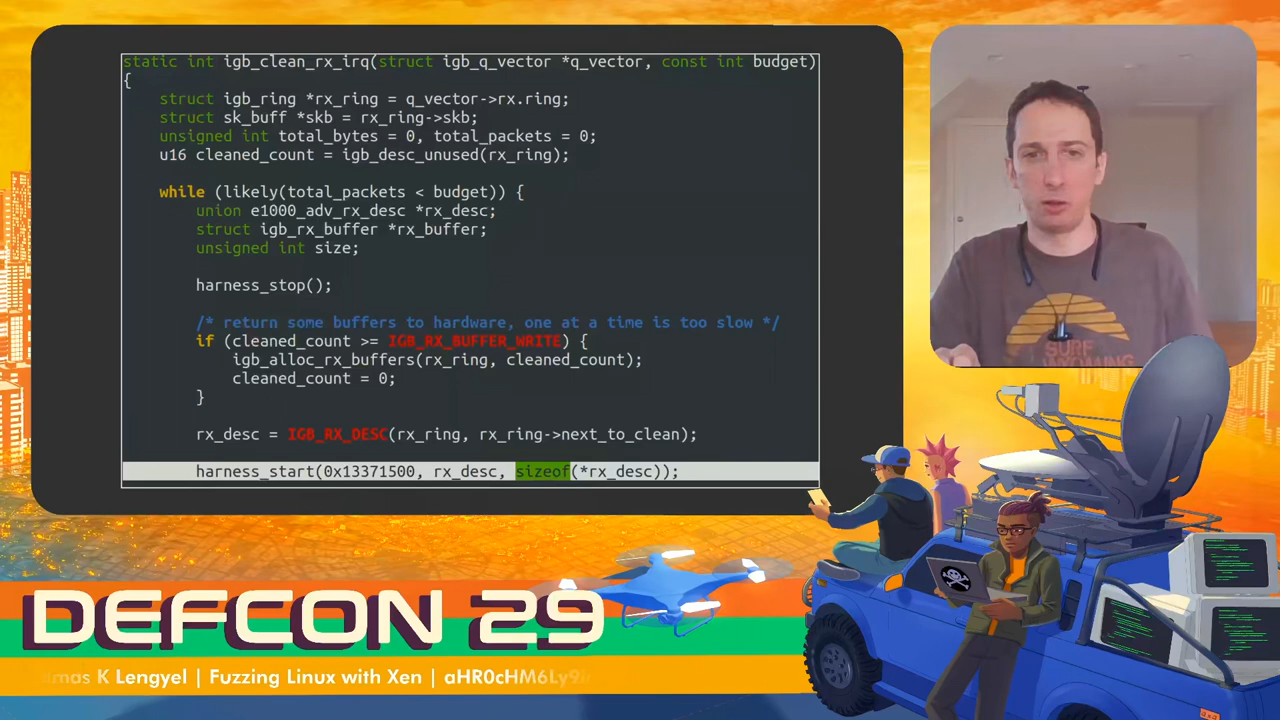 static int igb_clean_rx_irq(struct igb_q_vector *q_vector, const int budget)
{
struct igb_ring *rx_ring = q_vector->rx.ring;
struct sk_buff *skb = rx_ring->skb;
unsigned int total_bytes = 0, total_packets = 0;
u16 cleaned_count = igb_desc_unused(rx_ring);
while (likely(total_packets < budget)) {
union e1000_adv_rx_desc *rx_desc;
struct igb_rx_buffer *rx_buffer;
unsigned int size;
harness_stop();
/* return some buffers to hardware, one at a time is too slow */
if (cleaned_count >= IGB_RX_BUFFER_WRITE) {
igb_alloc_rx_buffers(rx_ring, cleaned_count);
cleaned_count = 0;
}
rx_desc = IGB_RX_DESC(rx_ring, rx_ring->next_to_clean);
harness_start(0x13371500, rx_desc, sizeof(*rx_desc));
SURF
WYOMING
DEFCON 29
mas K Lengyel | Fuzzing Linux with Xen | aHR0cHM6Ly9